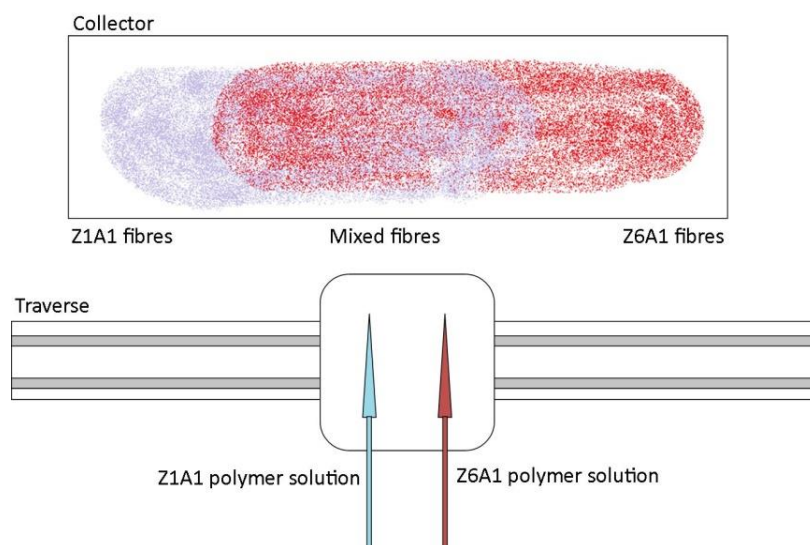 Collector
Z1A1 fibres
Mixed fibres
Z6A1 fibres
Traverse
Z1A1 polymer solution
Z6A1 polymer solution